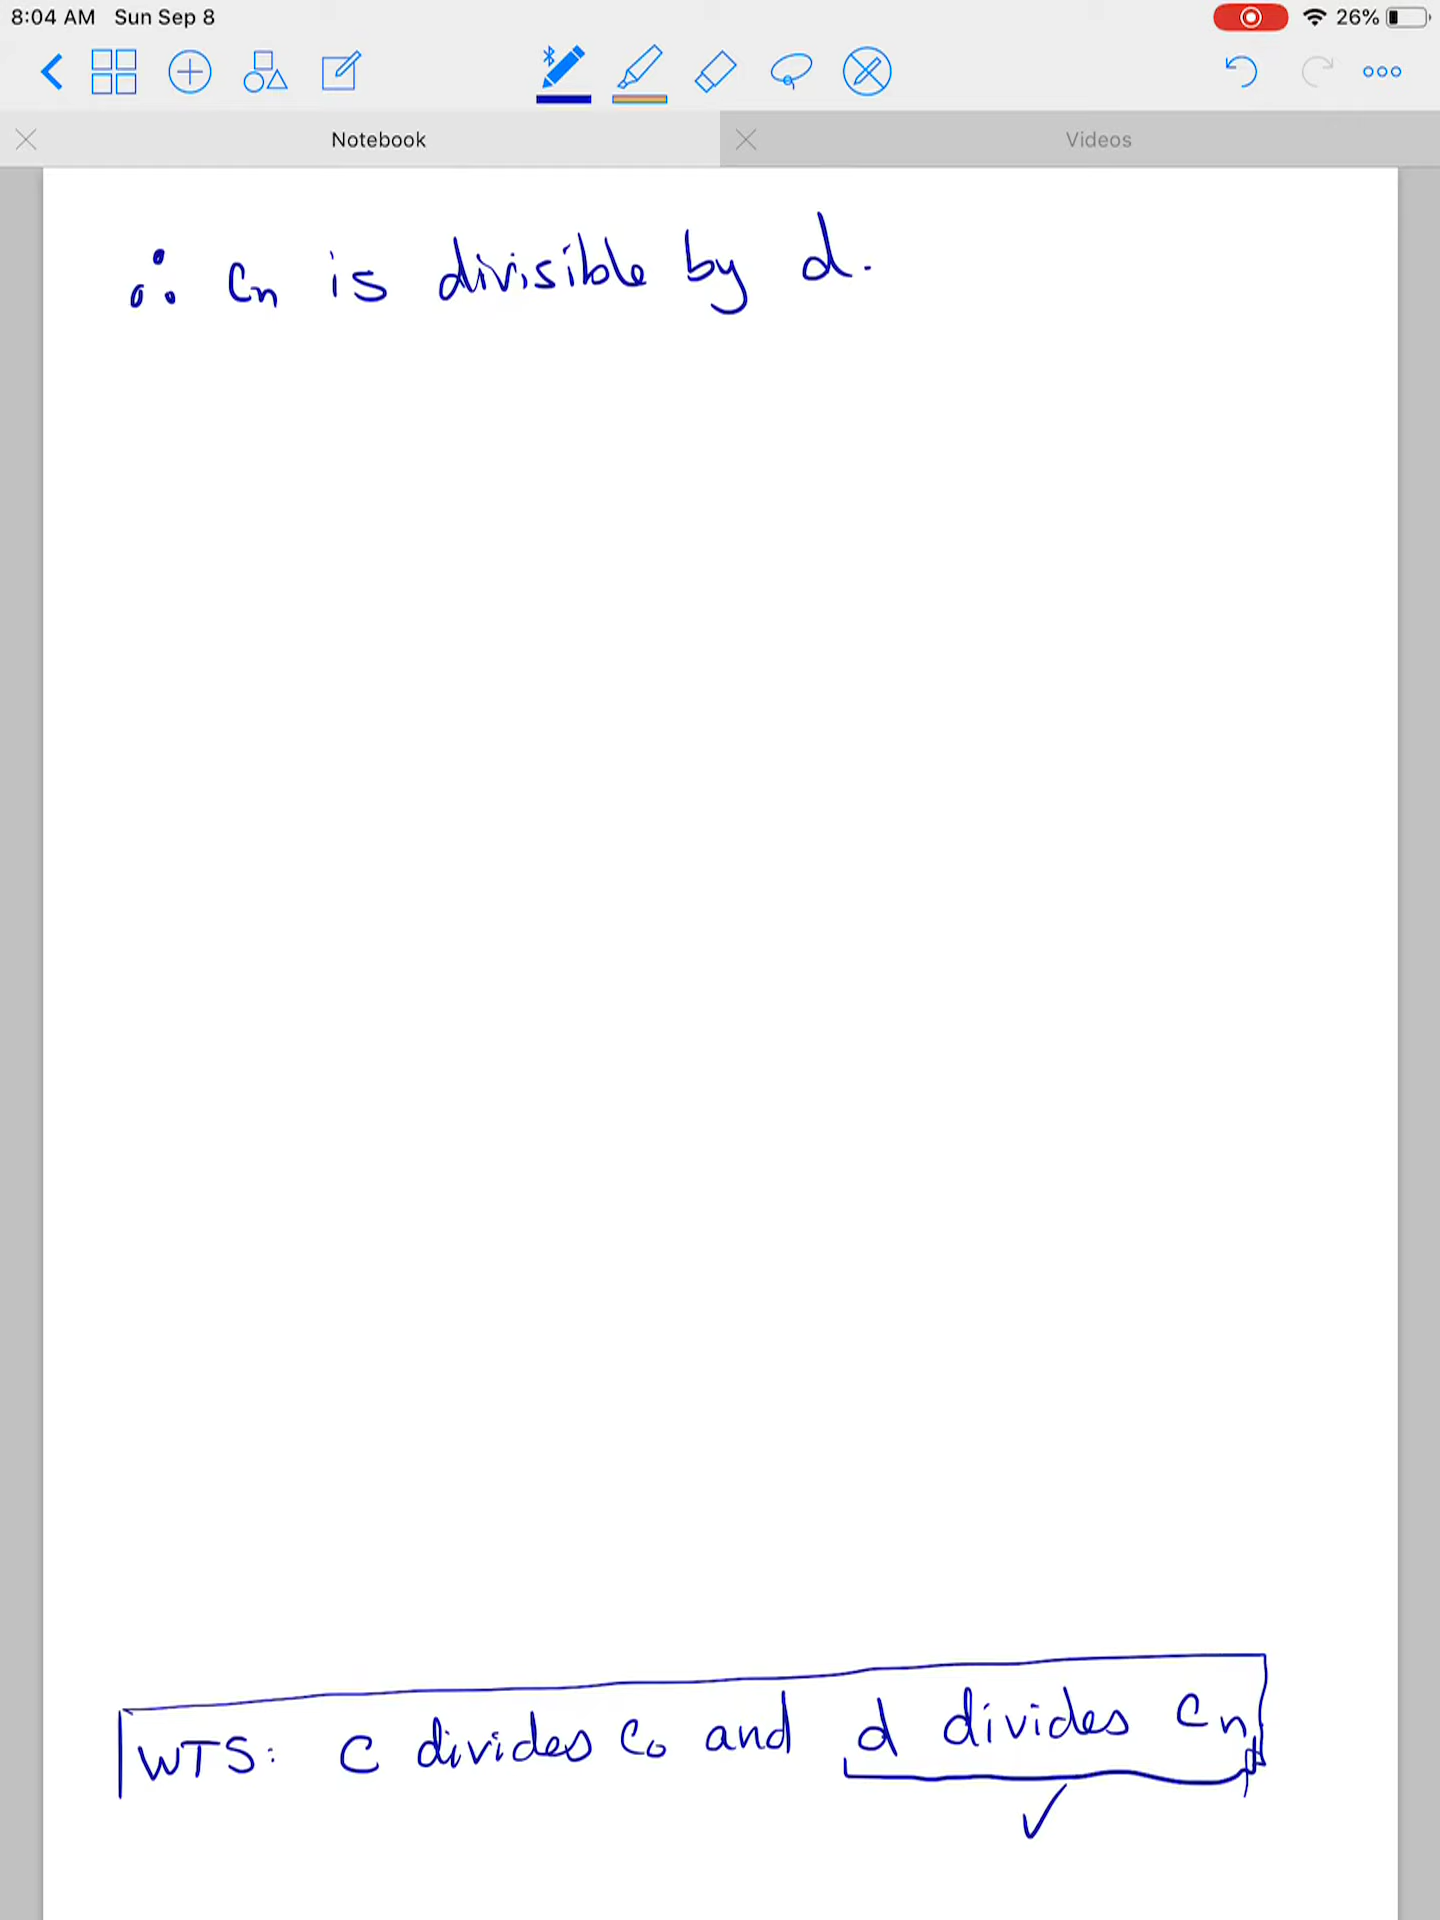 8:04 AM Sun Sep 8 26%
Notebook Videos
∴ Cn is divisible by d.
WTS: C divides C₀ and d divides Cn
✓